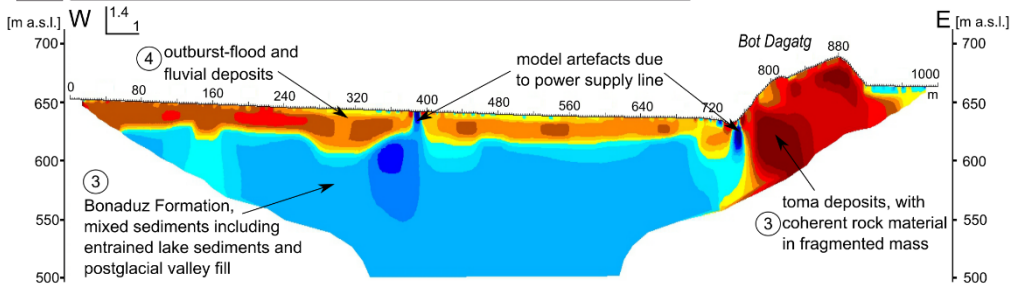 [m a.s.l.] W 1.4 1 E [m a.s.l.]
Bot Dagatg
700 700
4 outburst-flood and
fluvial deposits
model artefacts due
to power supply line
880
800
1000
m
0 80 160 240 320 400 480 560 640 720
650 650
600 600
3
Bonaduz Formation,
mixed sediments including
entrained lake sediments and
postglacial valley fill
toma deposits, with
3 coherent rock material
in fragmented mass
550 550
500 500